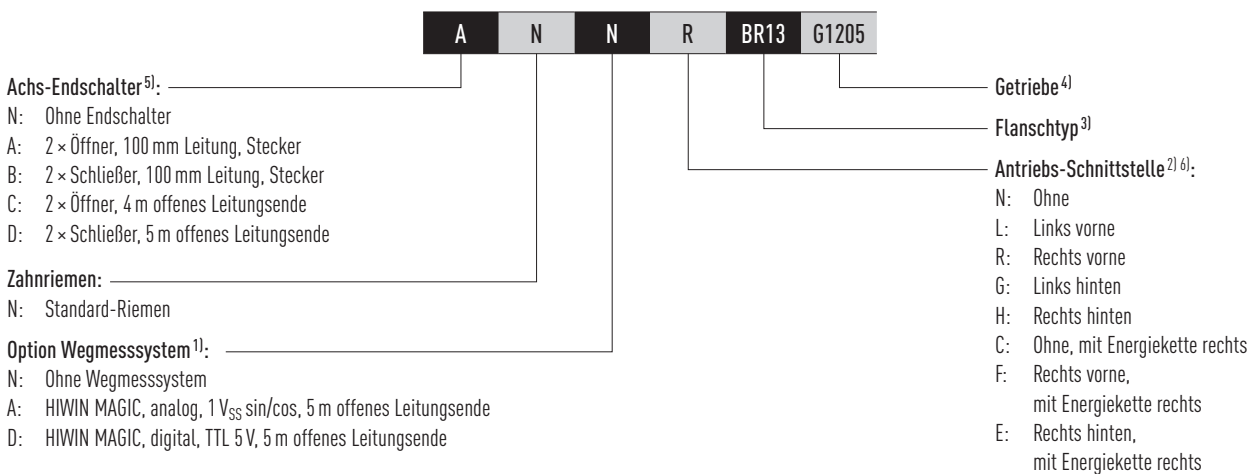 A N N R BR13 G1205
Achs-Endschalter⁵⁾:
N: Ohne Endschalter
A: 2 × Öffner, 100 mm Leitung, Stecker
B: 2 × Schließer, 100 mm Leitung, Stecker
C: 2 × Öffner, 4 m offenes Leitungsende
D: 2 × Schließer, 5 m offenes Leitungsende
Zahnriemen:
N: Standard-Riemen
Option Wegmesssystem¹⁾:
N: Ohne Wegmesssystem
A: HIWIN MAGIC, analog, 1 V_SS sin/cos, 5 m offenes Leitungsende
D: HIWIN MAGIC, digital, TTL 5 V, 5 m offenes Leitungsende
Getriebe⁴⁾
Flanschtyp³⁾
Antriebs-Schnittstelle²⁾ ⁶⁾:
N: Ohne
L: Links vorne
R: Rechts vorne
G: Links hinten
H: Rechts hinten
C: Ohne, mit Energiekette rechts
F: Rechts vorne,
mit Energiekette rechts
E: Rechts hinten,
mit Energiekette rechts